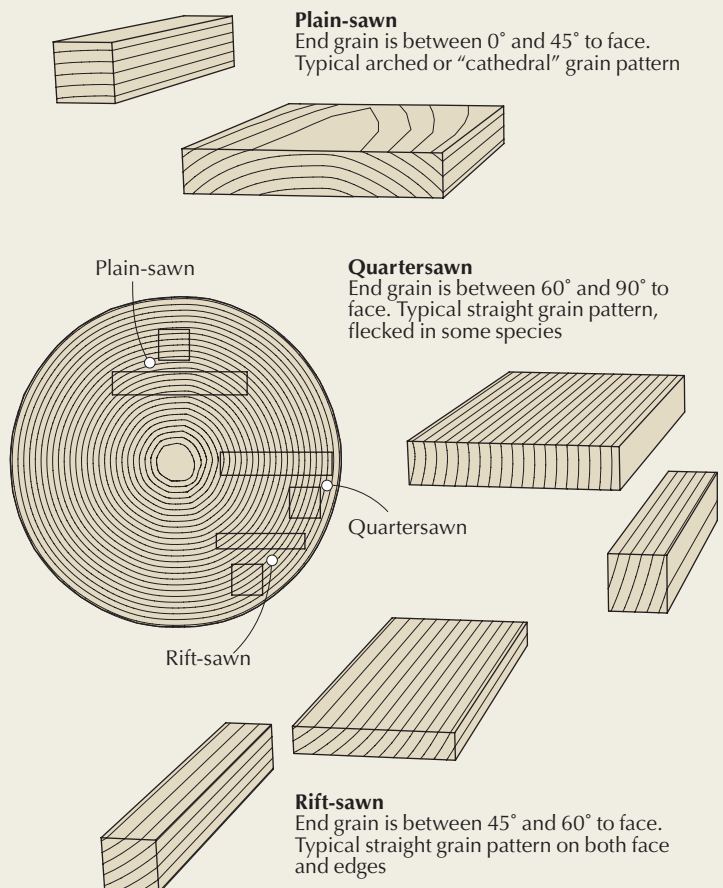 Plain-sawn
End grain is between 0˚ and 45˚ to face.
Typical arched or “cathedral” grain pattern
Plain-sawn
Quartersawn
End grain is between 60˚ and 90˚ to
face. Typical straight grain pattern,
flecked in some species
Quartersawn
Rift-sawn
Rift-sawn
End grain is between 45˚ and 60˚ to face.
Typical straight grain pattern on both face
and edges